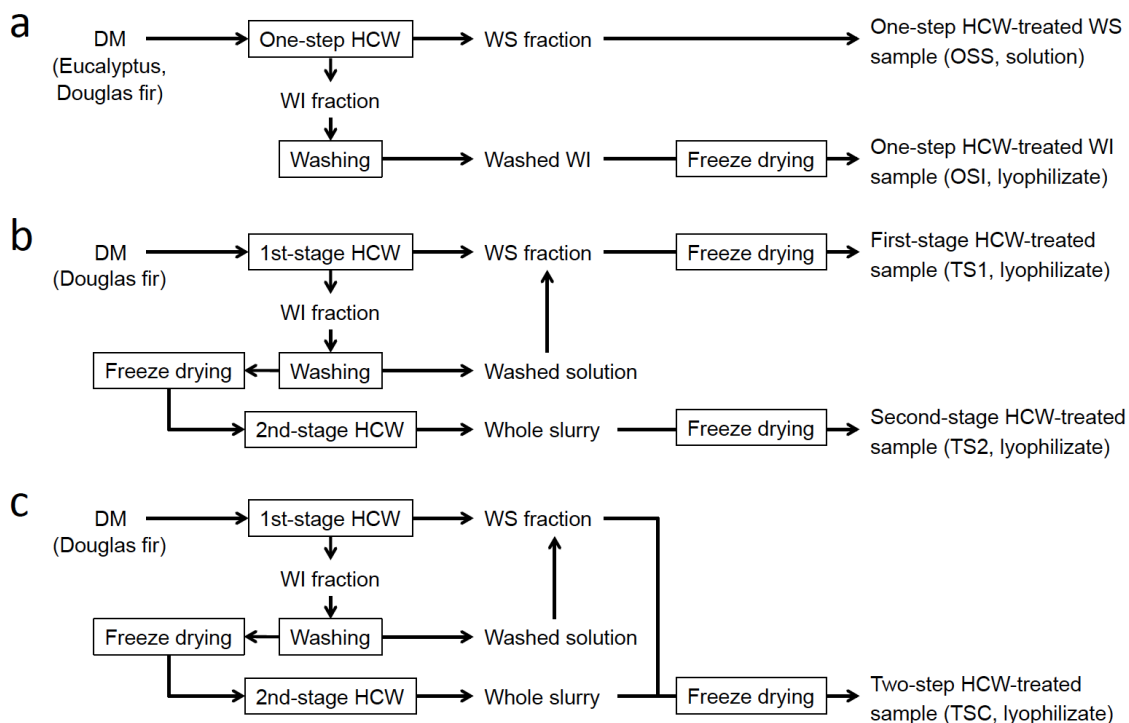 a
DM
(Eucalyptus,
Douglas fir)
One-step HCW
WS fraction
One-step HCW-treated WS
sample (OSS, solution)
WI fraction
Washing
Washed WI
Freeze drying
One-step HCW-treated WI
sample (OSI, lyophilizate)
b
DM
(Douglas fir)
1st-stage HCW
WS fraction
Freeze drying
First-stage HCW-treated
sample (TS1, lyophilizate)
WI fraction
Freeze drying
Washing
Washed solution
2nd-stage HCW
Whole slurry
Freeze drying
Second-stage HCW-treated
sample (TS2, lyophilizate)
c
DM
(Douglas fir)
1st-stage HCW
WS fraction
WI fraction
Freeze drying
Washing
Washed solution
2nd-stage HCW
Whole slurry
Freeze drying
Two-step HCW-treated
sample (TSC, lyophilizate)